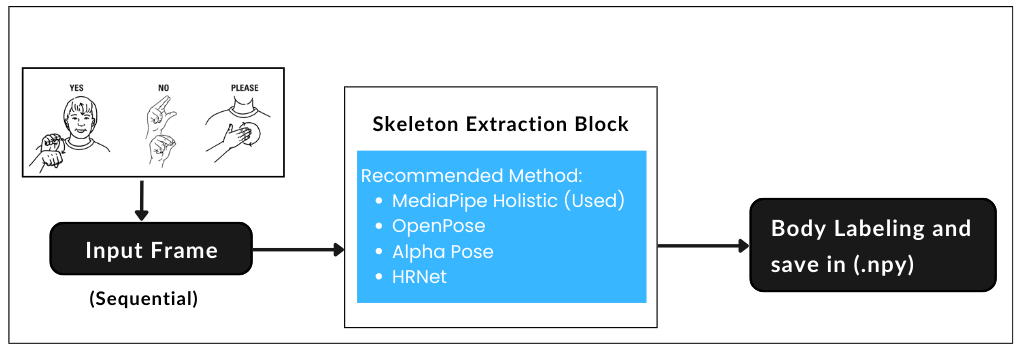 YES
NO
PLEASE
Input Frame
(Sequential)
Skeleton Extraction Block
Recommended Method:
• MediaPipe Holistic (Used)
• OpenPose
• Alpha Pose
• HRNet
Body Labeling and
save in (.npy)